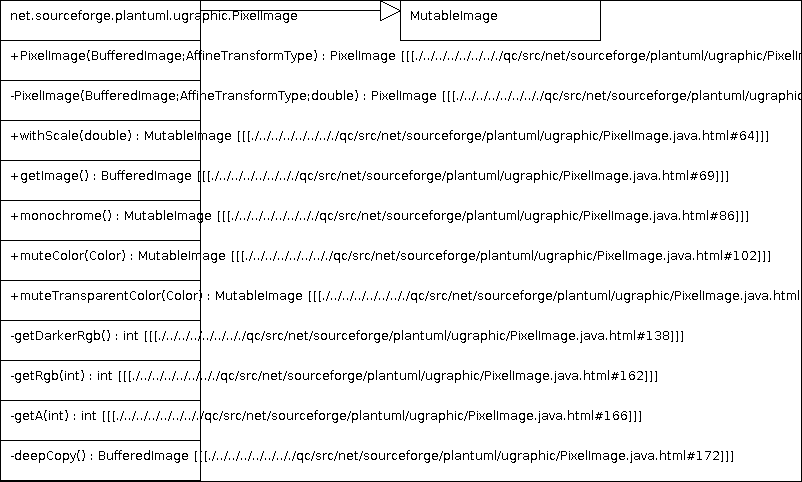 net.sourceforge.plantuml.ugraphic.PixelImage
MutableImage
+PixelImage(BufferedImage;AffineTransformType) : PixelImage [[[./../../../../../../../qc/src/net/sourceforge/plantuml/ugraphic/PixelI
-PixelImage(BufferedImage;AffineTransformType;double) : PixelImage [[[./../../../../../../../qc/src/net/sourceforge/plantuml/ugraphic
+withScale(double) : MutableImage [[[./../../../../../../../qc/src/net/sourceforge/plantuml/ugraphic/PixelImage.java.html#64]]]
+getImage() : BufferedImage [[[./../../../../../../../qc/src/net/sourceforge/plantuml/ugraphic/PixelImage.java.html#69]]]
+monochrome() : MutableImage [[[./../../../../../../../qc/src/net/sourceforge/plantuml/ugraphic/PixelImage.java.html#86]]]
+muteColor(Color) : MutableImage [[[./../../../../../../../qc/src/net/sourceforge/plantuml/ugraphic/PixelImage.java.html#102]]]
+muteTransparentColor(Color) : MutableImage [[[./../../../../../../../qc/src/net/sourceforge/plantuml/ugraphic/PixelImage.java.html
-getDarkerRgb() : int [[[./../../../../../../../qc/src/net/sourceforge/plantuml/ugraphic/PixelImage.java.html#138]]]
-getRgb(int) : int [[[./../../../../../../../qc/src/net/sourceforge/plantuml/ugraphic/PixelImage.java.html#162]]]
-getA(int) : int [[[./../../../../../../../qc/src/net/sourceforge/plantuml/ugraphic/PixelImage.java.html#166]]]
-deepCopy() : BufferedImage [[[./../../../../../../../qc/src/net/sourceforge/plantuml/ugraphic/PixelImage.java.html#172]]]